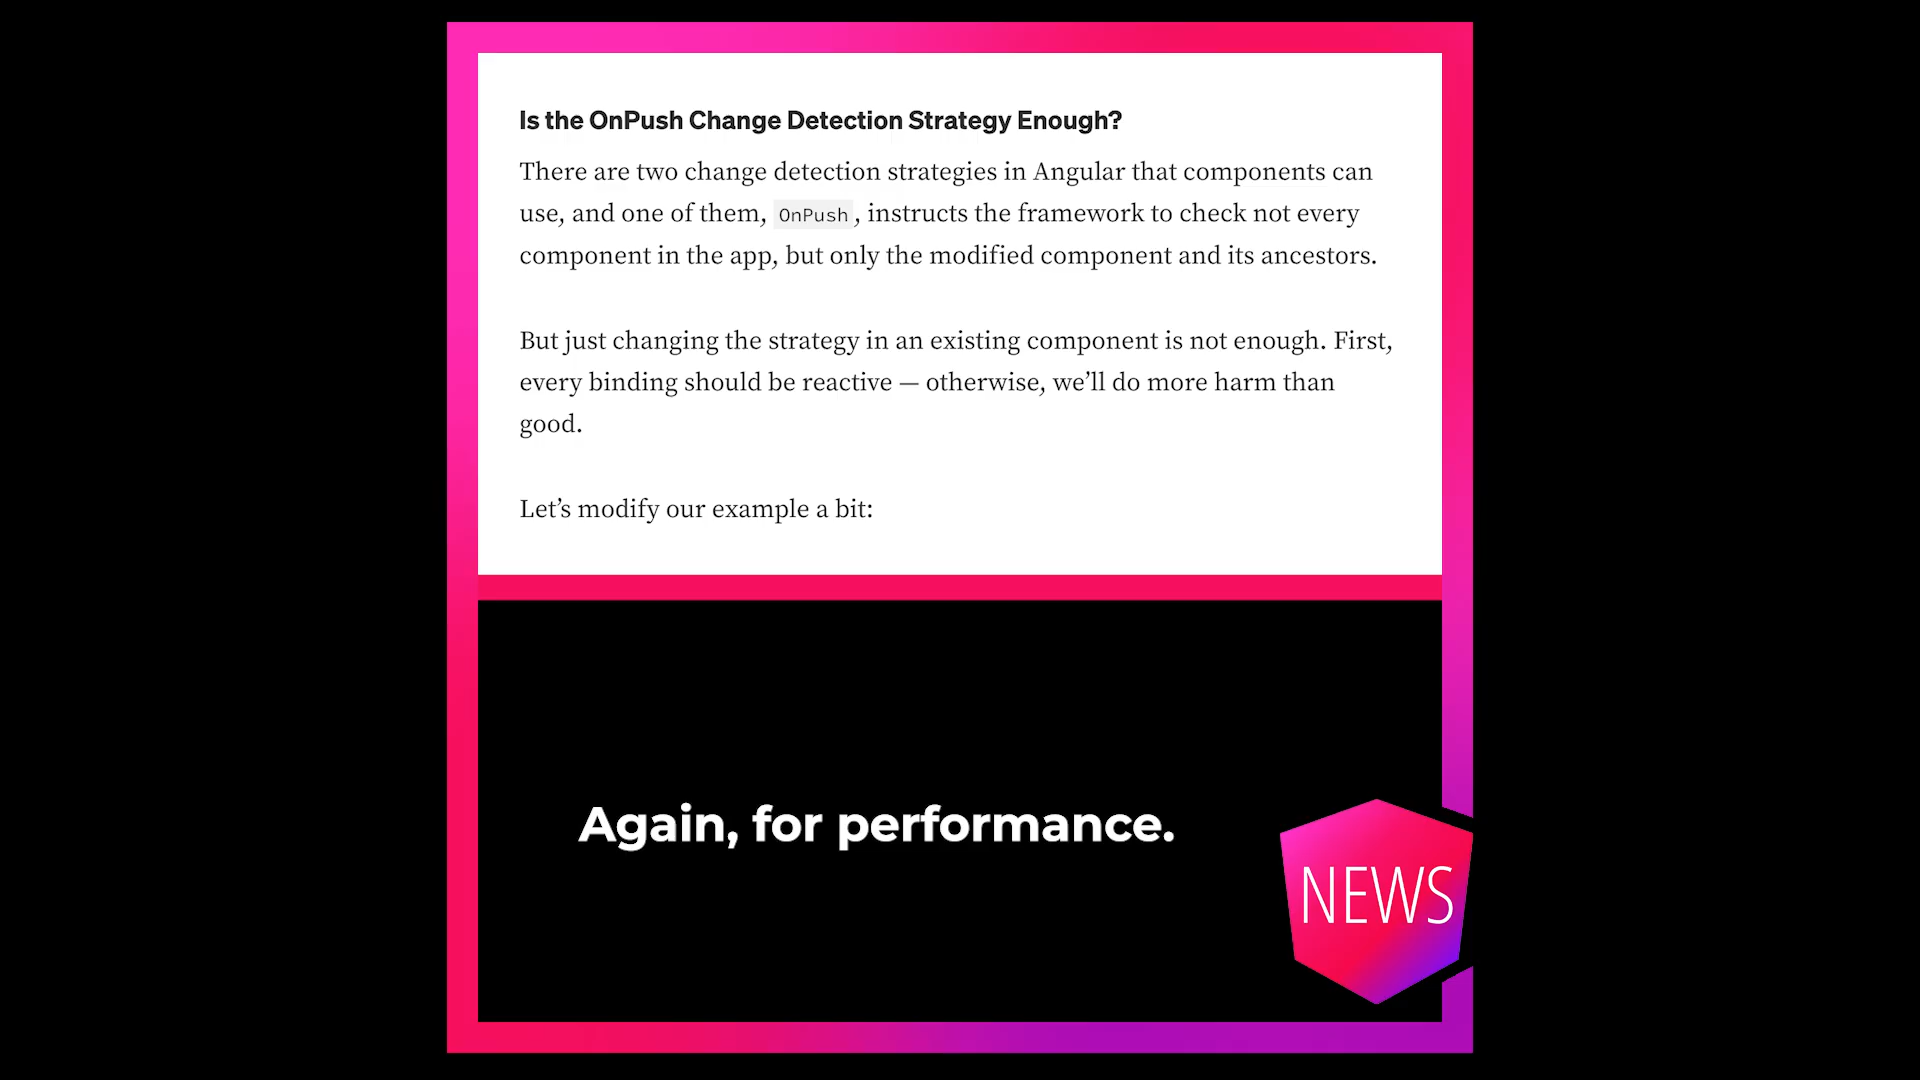 Is the OnPush Change Detection Strategy Enough?
There are two change detection strategies in Angular that components can
use, and one of them, OnPush, instructs the framework to check not every
component in the app, but only the modified component and its ancestors.
But just changing the strategy in an existing component is not enough. First,
every binding should be reactive — otherwise, we’ll do more harm than
good.
Let’s modify our example a bit:
Again, for performance.
NEWS